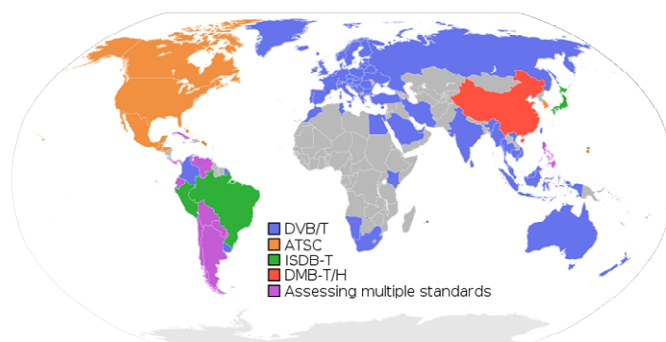 DVB/T
ATSC
ISDB-T
DMB-T/H
Assessing multiple standards